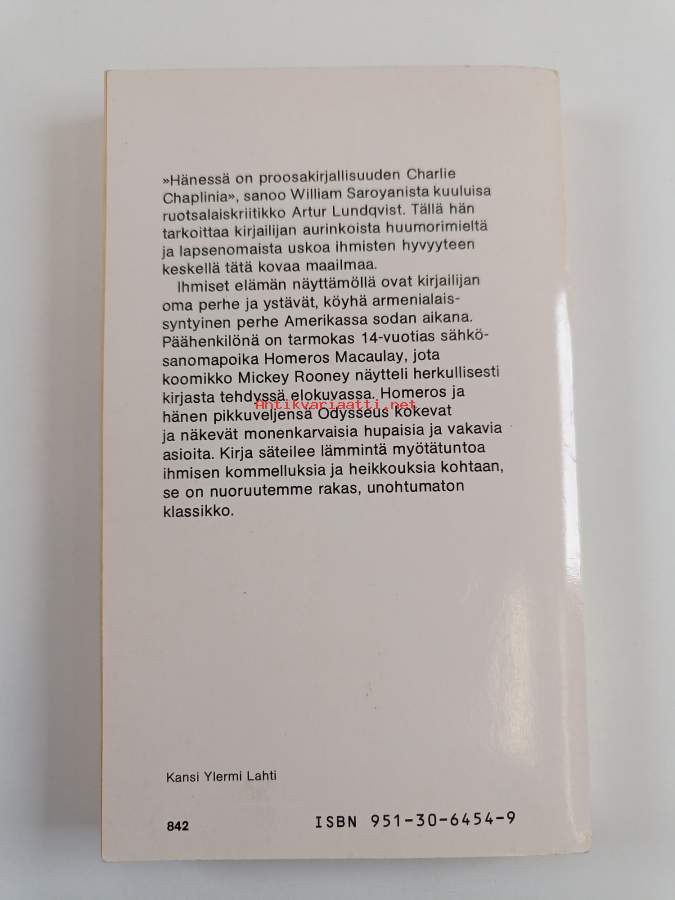 »Hänessä on proosakirjallisuuden Charlie
Chaplinia», sanoo William Saroyanista kuuluisa
ruotsalaiskriitikko Artur Lundqvist. Tällä hän
tarkoittaa kirjailijan aurinkoista huumorimieltä
ja lapsenomaista uskoa ihmisten hyvyyteen
keskellä tätä kovaa maailmaa.
Ihmiset elämän näyttämöllä ovat kirjailijan
oma perhe ja ystävät, köyhä armenialais-
syntyinen perhe Amerikassa sodan aikana.
Päähenkilönä on tarmokas 14-vuotias sähkö-
sanomapoika Homeros Macaulay, jota
koomikko Mickey Rooney näytteli herkullisesti
kirjasta tehdyssä elokuvassa. Homeros ja
Antikvariaatti.net
hänen pikkuveljensä Odysseus kokevat
ja näkevät monenkarvaisia hupaisia ja vakavia
asioita. Kirja säteilee lämmintä myötätuntoa
ihmisen kommelluksia ja heikkouksia kohtaan,
se on nuoruutemme rakas, unohtumaton
klassikko.
Kansi Ylermi Lahti
842
ISBN 951-30-6454-9